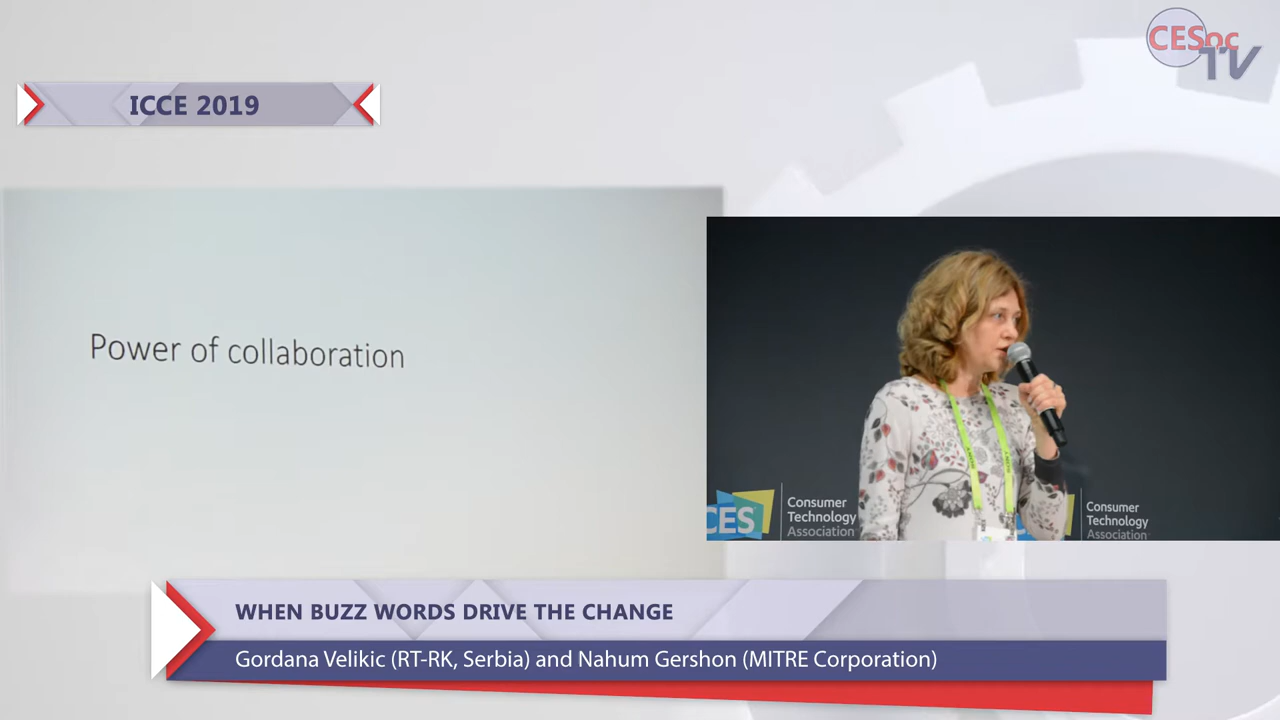 CESoc
TV
ICCE 2019
Power of collaboration
CES
Consumer
Technology
Association
Consumer
Technology
Association
WHEN BUZZ WORDS DRIVE THE CHANGE
Gordana Velikic (RT-RK, Serbia) and Nahum Gershon (MITRE Corporation)